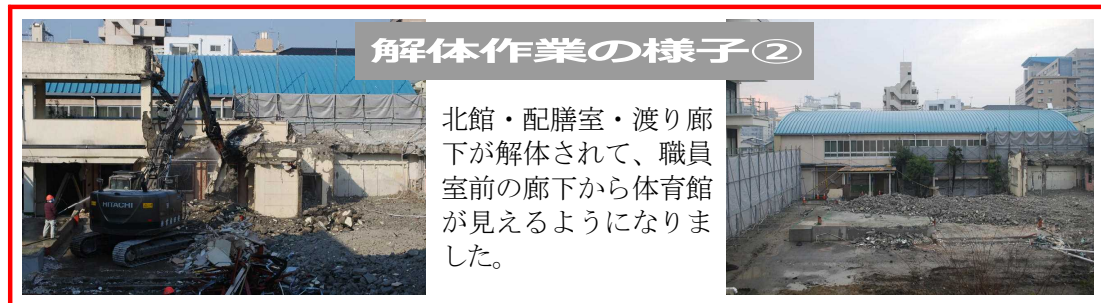 解体作業の様子②
北館・配膳室・渡り廊
下が解体されて、職員
室前の廊下から体育館
が見えるようになりま
した。
HITACHI